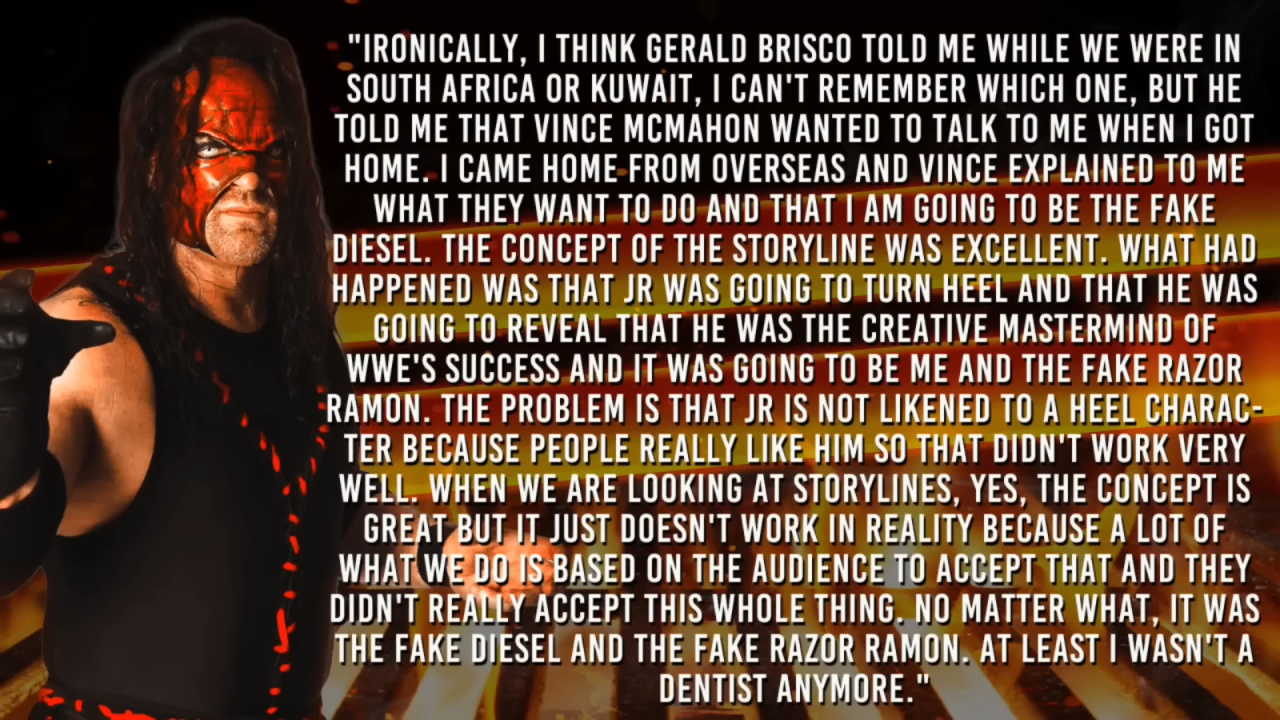 "IRONICALLY, I THINK GERALD BRISCO TOLD ME WHILE WE WERE IN
SOUTH AFRICA OR KUWAIT, I CAN'T REMEMBER WHICH ONE, BUT HE
TOLD ME THAT VINCE MCMAHON WANTED TO TALK TO ME WHEN I GOT
HOME. I CAME HOME FROM OVERSEAS AND VINCE EXPLAINED TO ME
WHAT THEY WANT TO DO AND THAT I AM GOING TO BE THE FAKE
DIESEL. THE CONCEPT OF THE STORYLINE WAS EXCELLENT. WHAT HAD
HAPPENED WAS THAT JR WAS GOING TO TURN HEEL AND THAT HE WAS
GOING TO REVEAL THAT HE WAS THE CREATIVE MASTERMIND OF
WWE'S SUCCESS AND IT WAS GOING TO BE ME AND THE FAKE RAZOR
RAMON. THE PROBLEM IS THAT JR IS NOT LIKENED TO A HEEL CHARAC-
TER BECAUSE PEOPLE REALLY LIKE HIM SO THAT DIDN'T WORK VERY
WELL. WHEN WE ARE LOOKING AT STORYLINES, YES, THE CONCEPT IS
GREAT BUT IT JUST DOESN'T WORK IN REALITY BECAUSE A LOT OF
WHAT WE DO IS BASED ON THE AUDIENCE TO ACCEPT THAT AND THEY
DIDN'T REALLY ACCEPT THIS WHOLE THING. NO MATTER WHAT, IT WAS
THE FAKE DIESEL AND THE FAKE RAZOR RAMON. AT LEAST I WASN'T A
DENTIST ANYMORE."